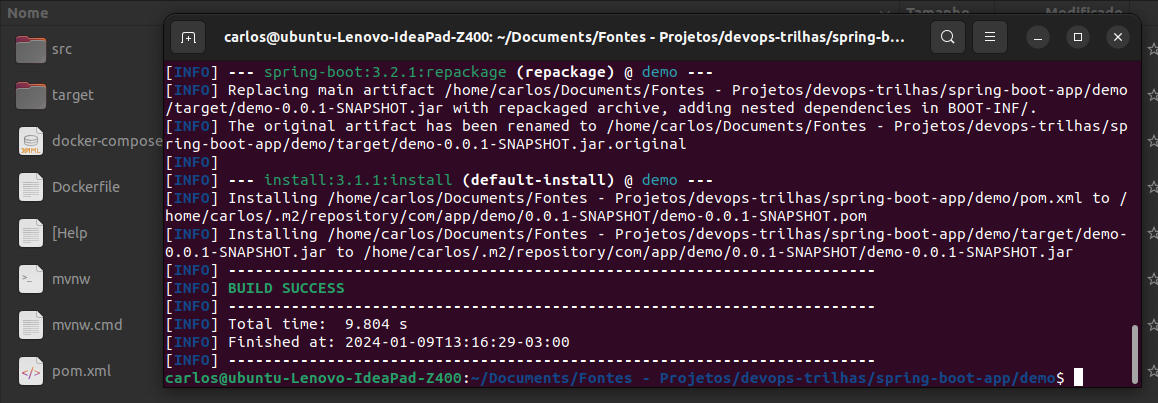 Nome
Tamanho
Modificado
src
target
docker-compose
Dockerfile
[Help
mvnw
mvnw.cmd
pom.xml
carlos@ubuntu-Lenovo-IdeaPad-Z400: ~/Documents/Fontes - Projetos/devops-trilhas/spring-b...
[INFO] --- spring-boot:3.2.1:repackage (repackage) @ demo ---
[INFO] Replacing main artifact /home/carlos/Documents/Fontes - Projetos/devops-trilhas/spring-boot-app/demo
/target/demo-0.0.1-SNAPSHOT.jar with repackaged archive, adding nested dependencies in BOOT-INF/.
[INFO] The original artifact has been renamed to /home/carlos/Documents/Fontes - Projetos/devops-trilhas/sp
ring-boot-app/demo/target/demo-0.0.1-SNAPSHOT.jar.original
[INFO]
[INFO] --- install:3.1.1:install (default-install) @ demo ---
[INFO] Installing /home/carlos/Documents/Fontes - Projetos/devops-trilhas/spring-boot-app/demo/pom.xml to /
home/carlos/.m2/repository/com/app/demo/0.0.1-SNAPSHOT/demo-0.0.1-SNAPSHOT.pom
[INFO] Installing /home/carlos/Documents/Fontes - Projetos/devops-trilhas/spring-boot-app/demo/target/demo-
0.0.1-SNAPSHOT.jar to /home/carlos/.m2/repository/com/app/demo/0.0.1-SNAPSHOT/demo-0.0.1-SNAPSHOT.jar
[INFO] ------------------------------------------------------------------------
[INFO] BUILD SUCCESS
[INFO] ------------------------------------------------------------------------
[INFO] Total time:  9.804 s
[INFO] Finished at: 2024-01-09T13:16:29-03:00
[INFO] ------------------------------------------------------------------------
carlos@ubuntu-Lenovo-IdeaPad-Z400:~/Documents/Fontes - Projetos/devops-trilhas/spring-boot-app/demo$